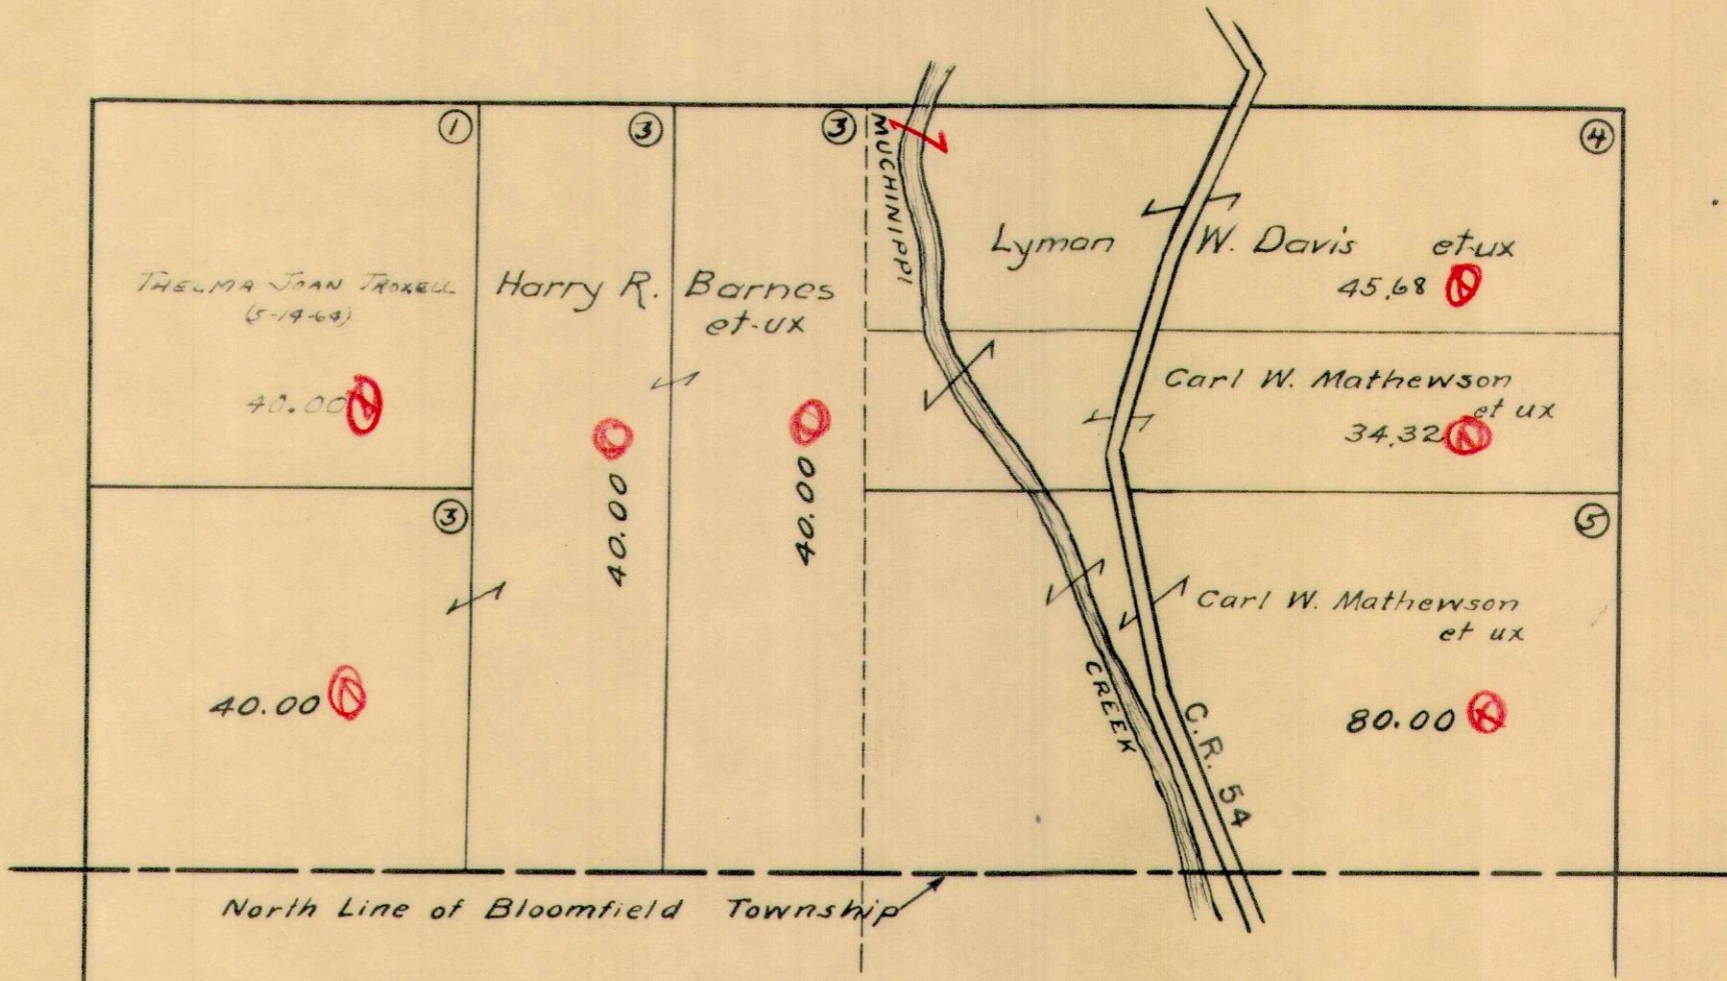 ①
THELMA JOAN TROXELL
(5-14-64)
40.00
③
40.00
③
③
Harry R. Barnes
et-ux
40.00
40.00
MUCHINIPPI
CREEK
④
Lyman W. Davis et-ux
45.68
Carl W. Mathewson
et ux
34.32
⑤
Carl W. Mathewson
et ux
80.00
C.R. 54
North Line of Bloomfield Township